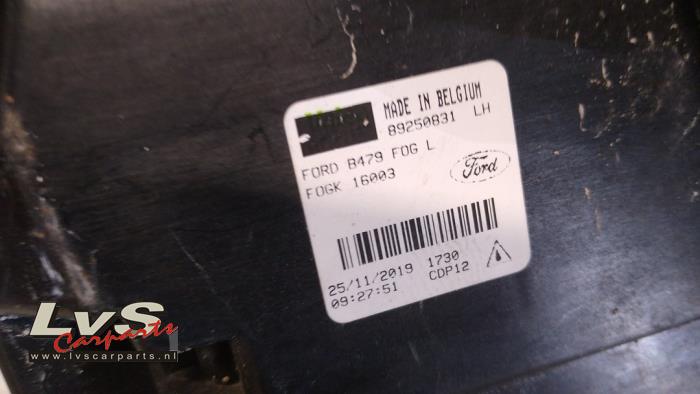 MADE IN BELGIUM
89250831 LH
FORD B479 FOG L
FOGK 16003
Ford
25/11/2019 1730
09:27:51 CDP12
LvS
Carparts
www.lvscarparts.nl